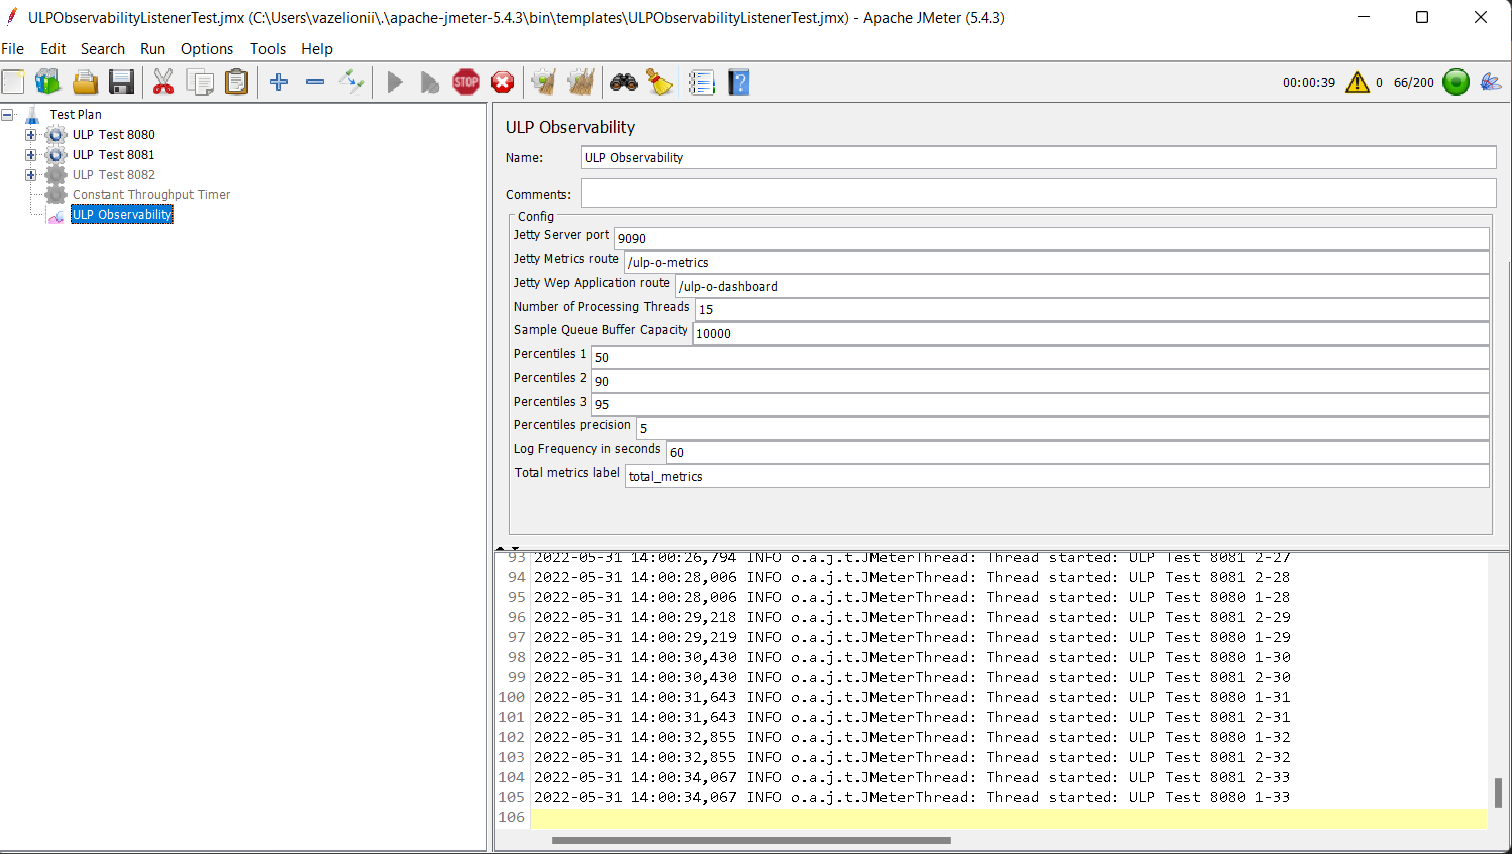 ULPObservabilityListenerTest.jmx (C:\Users\vazelionii\.\apache-jmeter-5.4.3\bin\templates\ULPObservabilityListenerTest.jmx) - Apache JMeter (5.4.3)
File Edit Search Run Options Tools Help
STOP ? 00:00:39 0 66/200
Test Plan
ULP Test 8080
ULP Test 8081
ULP Test 8082
Constant Throughput Timer
ULP Observability
ULP Observability
Name: ULP Observability
Comments:
Config
Jetty Server port 9090
Jetty Metrics route /ulp-o-metrics
Jetty Wep Application route /ulp-o-dashboard
Number of Processing Threads 15
Sample Queue Buffer Capacity 10000
Percentiles 1 50
Percentiles 2 90
Percentiles 3 95
Percentiles precision 5
Log Frequency in seconds 60
Total metrics label total_metrics
93 2022-05-31 14:00:26,794 INFO o.a.j.t.JMeterThread: Thread started: ULP Test 8081 2-27
94 2022-05-31 14:00:28,006 INFO o.a.j.t.JMeterThread: Thread started: ULP Test 8081 2-28
95 2022-05-31 14:00:28,006 INFO o.a.j.t.JMeterThread: Thread started: ULP Test 8080 1-28
96 2022-05-31 14:00:29,218 INFO o.a.j.t.JMeterThread: Thread started: ULP Test 8081 2-29
97 2022-05-31 14:00:29,219 INFO o.a.j.t.JMeterThread: Thread started: ULP Test 8080 1-29
98 2022-05-31 14:00:30,430 INFO o.a.j.t.JMeterThread: Thread started: ULP Test 8080 1-30
99 2022-05-31 14:00:30,430 INFO o.a.j.t.JMeterThread: Thread started: ULP Test 8081 2-30
100 2022-05-31 14:00:31,643 INFO o.a.j.t.JMeterThread: Thread started: ULP Test 8080 1-31
101 2022-05-31 14:00:31,643 INFO o.a.j.t.JMeterThread: Thread started: ULP Test 8081 2-31
102 2022-05-31 14:00:32,855 INFO o.a.j.t.JMeterThread: Thread started: ULP Test 8080 1-32
103 2022-05-31 14:00:32,855 INFO o.a.j.t.JMeterThread: Thread started: ULP Test 8081 2-32
104 2022-05-31 14:00:34,067 INFO o.a.j.t.JMeterThread: Thread started: ULP Test 8081 2-33
105 2022-05-31 14:00:34,067 INFO o.a.j.t.JMeterThread: Thread started: ULP Test 8080 1-33
106